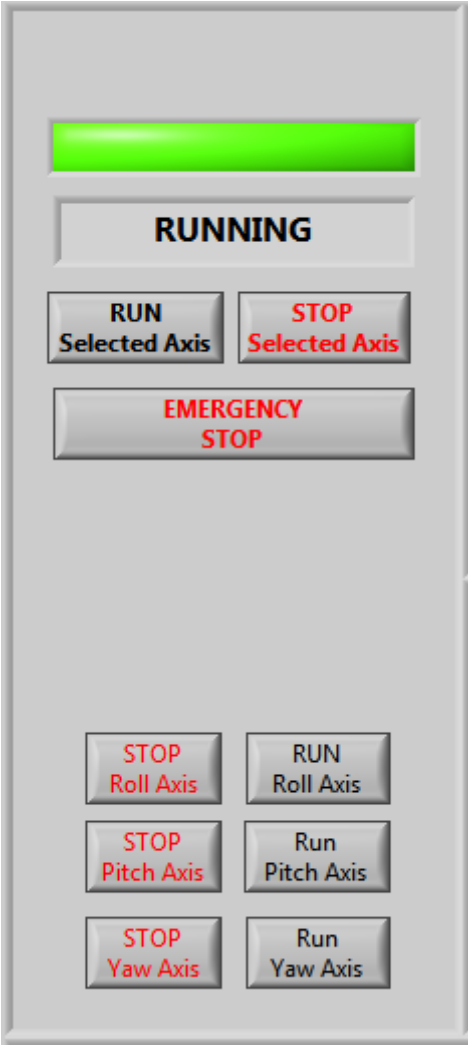 RUNNING
RUN
Selected Axis
STOP
Selected Axis
EMERGENCY
STOP
STOP
Roll Axis
RUN
Roll Axis
STOP
Pitch Axis
Run
Pitch Axis
STOP
Yaw Axis
Run
Yaw Axis